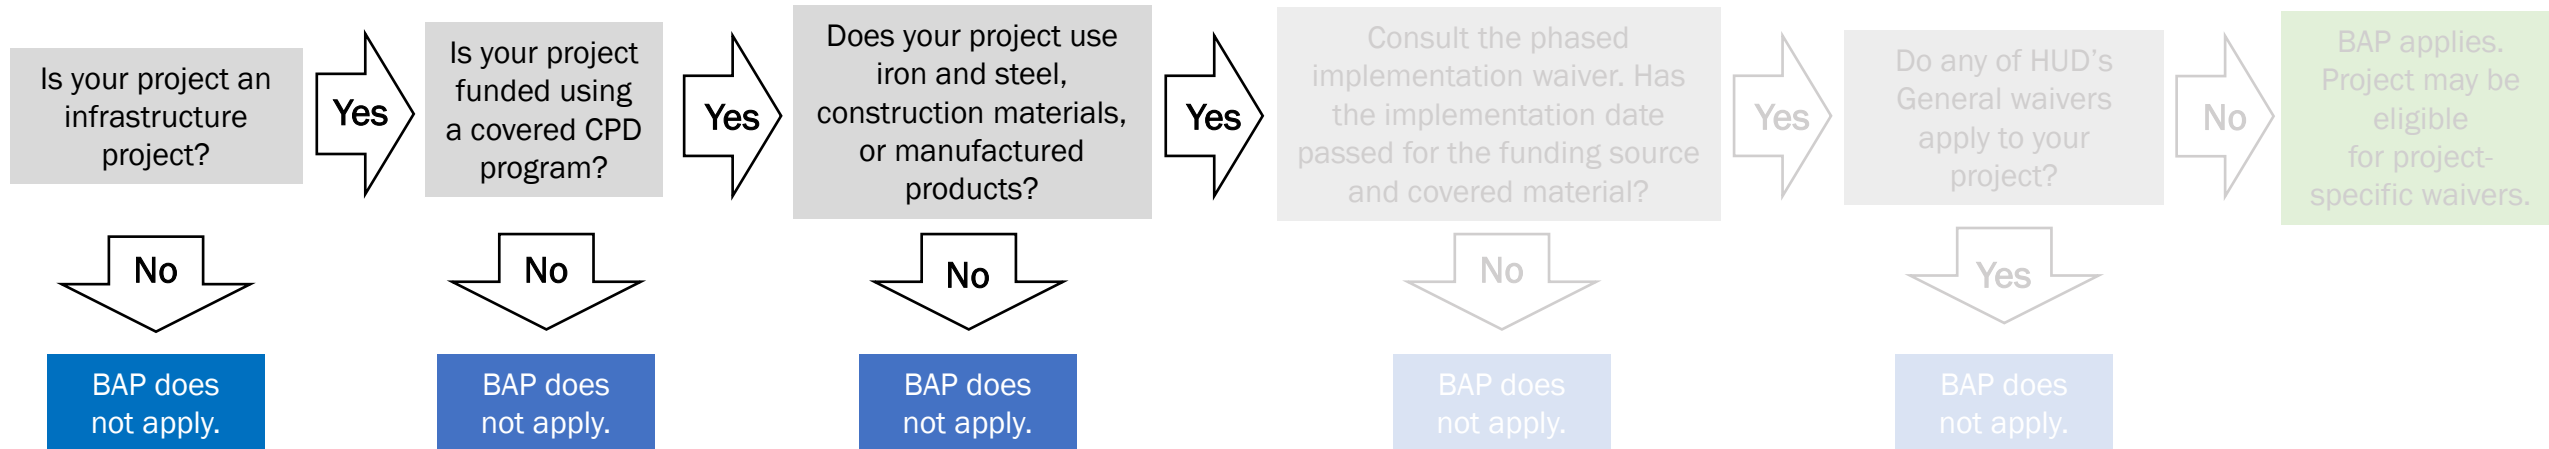 Is your project an
infrastructure
project?
Yes
Is your project
funded using
a covered CPD
program?
Yes
Does your project use
iron and steel,
construction materials,
or manufactured
products?
Yes
Consult the phased
implementation waiver. Has
the implementation date
passed for the funding source
and covered material?
Yes
Do any of HUD's
General waivers
apply to your
project?
No
BAP applies.
Project may be
eligible
for project-
specific waivers.
No
No
No
No
Yes
BAP does
not apply.
BAP does
not apply.
BAP does
not apply.
BAP does
not apply.
BAP does
not apply.